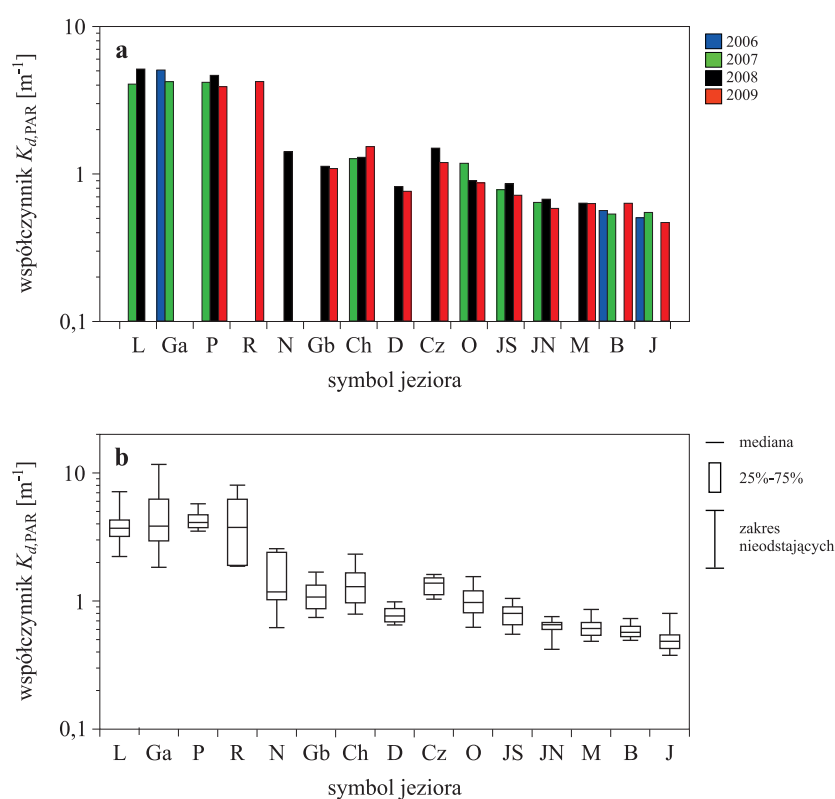 10
a
1
0,1
współczynnik Kd,PAR [m-1]
L Ga P R N Gb Ch D Cz O JS JN M B J
symbol jeziora
2006
2007
2008
2009
b
10
1
0,1
współczynnik Kd,PAR [m-1]
L Ga P R N Gb Ch D Cz O JS JN M B J
symbol jeziora
mediana
25%-75%
zakres
nieodstających